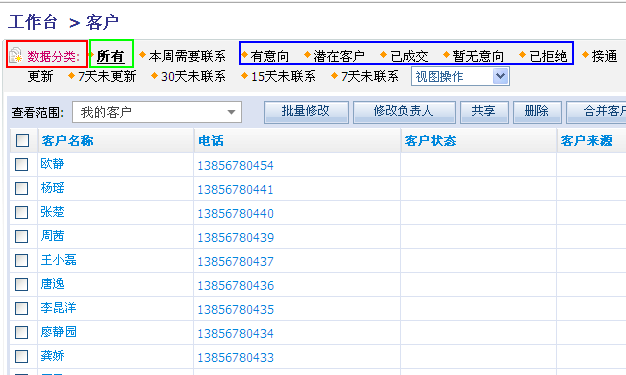 工作台 > 客户
数据分类: 所有 本周需要联系 有意向 潜在客户 已成交 暂无意向 已拒绝 接通
更新 7天未更新 30天未联系 15天未联系 7天未联系 视图操作
查看范围: 我的客户 批量修改 修改负责人 共享 删除 合并客户
客户名称 电话 客户状态 客户来源
欧静 13856780454
杨瑶 13856780441
张楚 13856780440
周茜 13856780439
王小磊 13856780437
唐逸 13856780436
李昆洋 13856780435
廖静园 13856780434
龚娇 13856780433